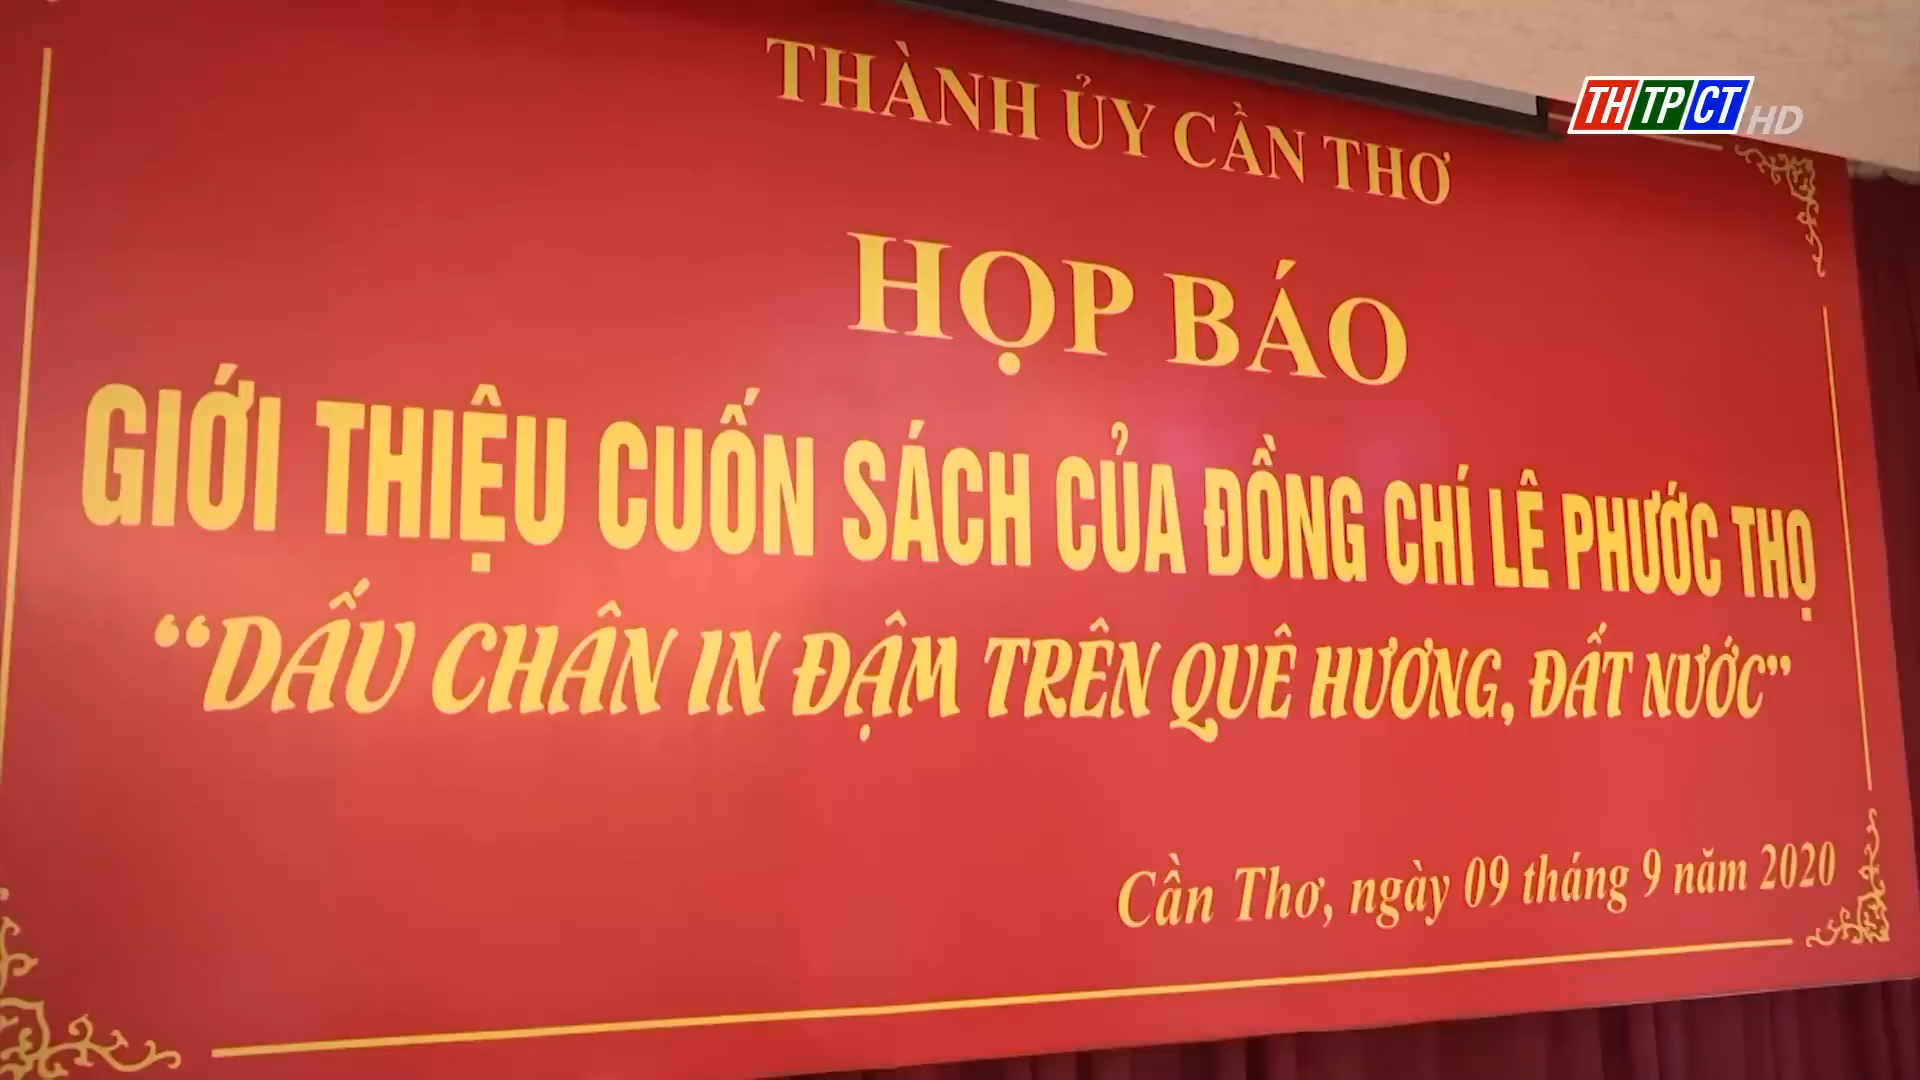 THTPCT HD
THÀNH ỦY CẦN THƠ
HỌP BÁO
GIỚI THIỆU CUỐN SÁCH CỦA ĐỒNG CHÍ LÊ PHƯỚC THỌ
“DẤU CHÂN IN ĐẬM TRÊN QUÊ HƯƠNG, ĐẤT NƯỚC”
Cần Thơ, ngày 09 tháng 9 năm 2020